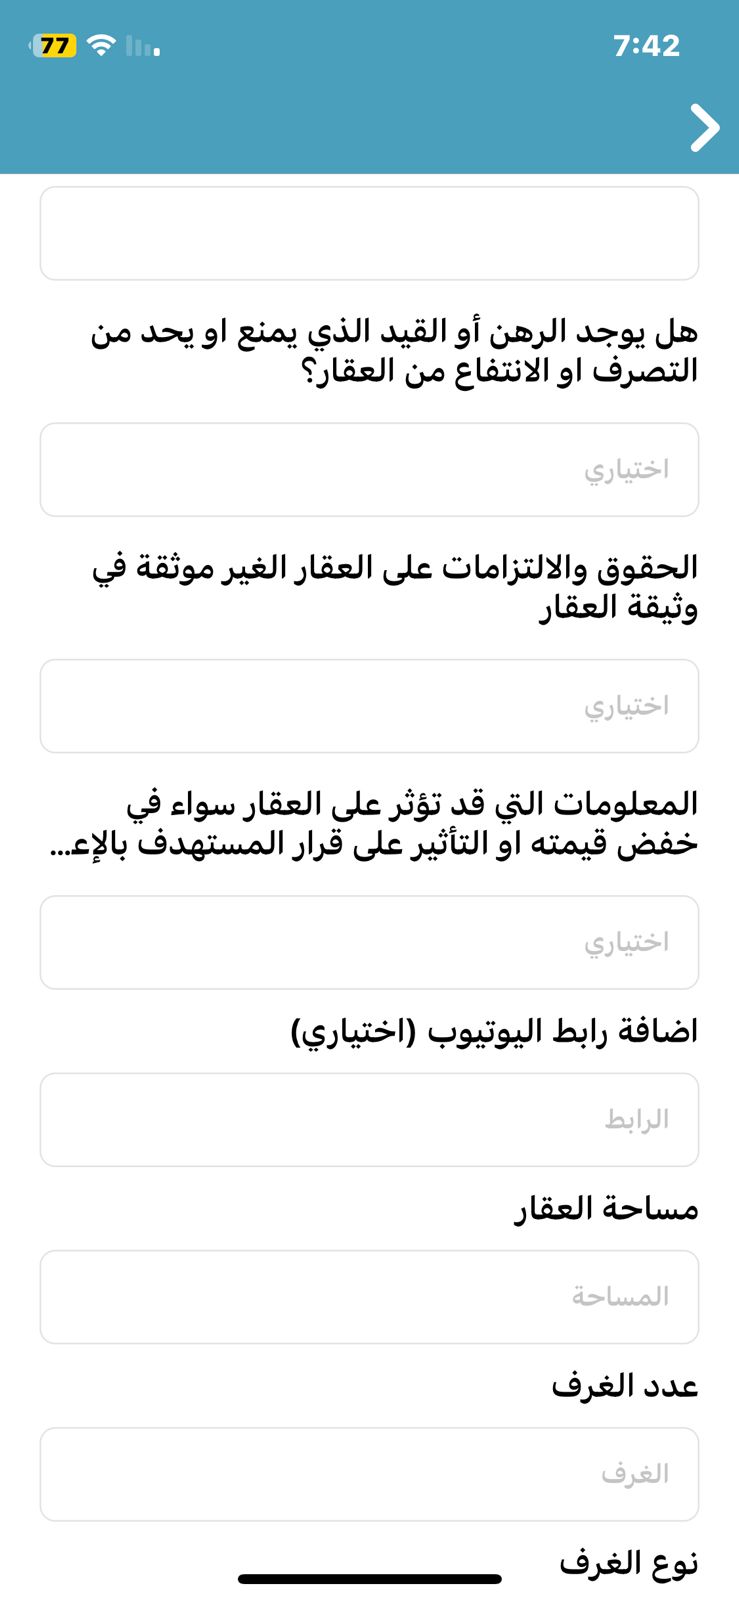 7:42
77
هل يوجد الرهن أو القيد الذي يمنع او يحد من
التصرف او الانتفاع من العقار؟
اختياري
الحقوق والالتزامات على العقار الغير موثقة في
وثيقة العقار
اختياري
المعلومات التي قد تؤثر على العقار سواء في
خفض قيمته او التأثير على قرار المستهدف بالإعـ...
اختياري
اضافة رابط اليوتيوب (اختياري)
الرابط
مساحة العقار
المساحة
عدد الغرف
الغرف
نوع الغرف